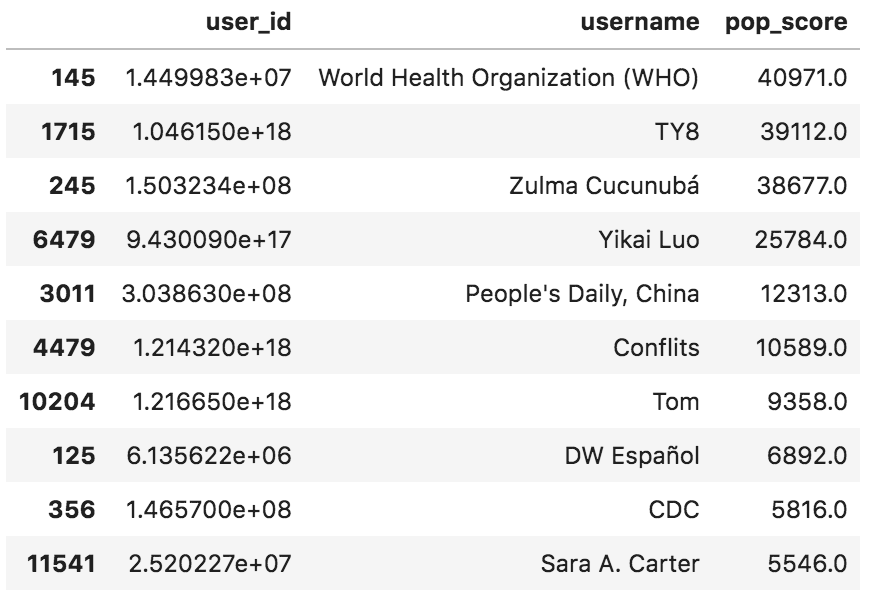 user_id username pop_score
145 1.449983e+07 World Health Organization (WHO) 40971.0
1715 1.046150e+18 TY8 39112.0
245 1.503234e+08 Zulma Cucunubá 38677.0
6479 9.430090e+17 Yikai Luo 25784.0
3011 3.038630e+08 People's Daily, China 12313.0
4479 1.214320e+18 Conflits 10589.0
10204 1.216650e+18 Tom 9358.0
125 6.135622e+06 DW Español 6892.0
356 1.465700e+08 CDC 5816.0
11541 2.520227e+07 Sara A. Carter 5546.0